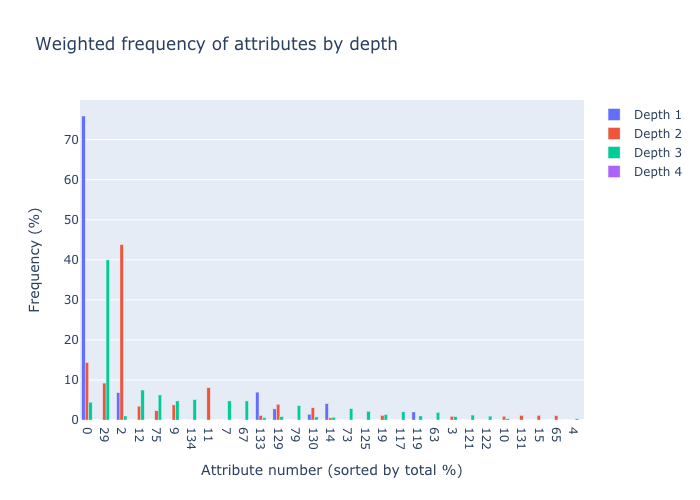 Weighted frequency of attributes by depth
Depth 1
Depth 2
Depth 3
Depth 4
Frequency (%)
70
60
50
40
30
20
10
0
0 29 2 12 75 9 134 11 7 67 133 129 79 130 14 73 125 19 117 119 63 3 121 122 10 131 15 65 4
Attribute number (sorted by total %)